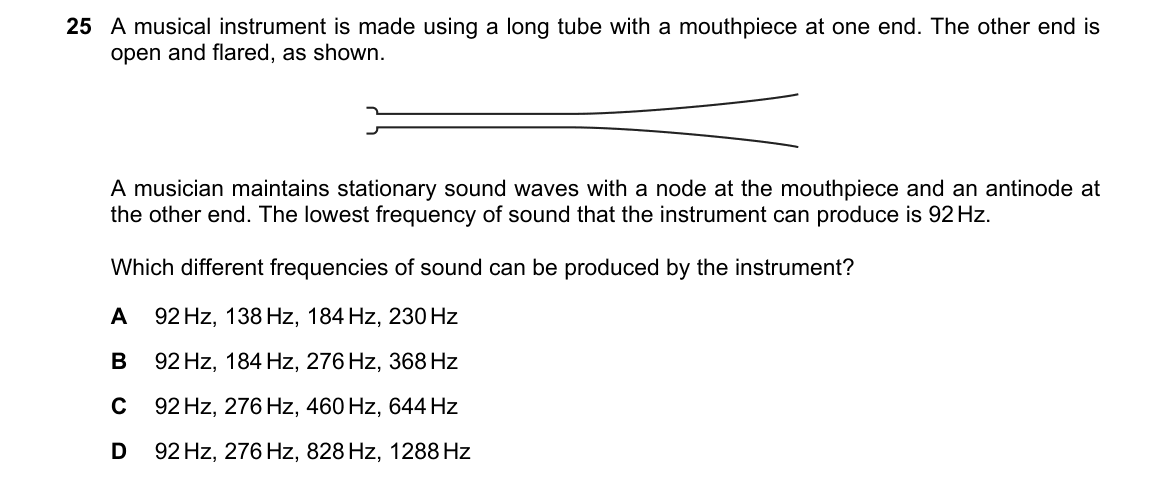 25 A musical instrument is made using a long tube with a mouthpiece at one end. The other end is
open and flared, as shown.
A musician maintains stationary sound waves with a node at the mouthpiece and an antinode at
the other end. The lowest frequency of sound that the instrument can produce is 92 Hz.
Which different frequencies of sound can be produced by the instrument?
A 92 Hz, 138 Hz, 184 Hz, 230 Hz
B 92 Hz, 184 Hz, 276 Hz, 368 Hz
C 92 Hz, 276 Hz, 460 Hz, 644 Hz
D 92 Hz, 276 Hz, 828 Hz, 1288 Hz